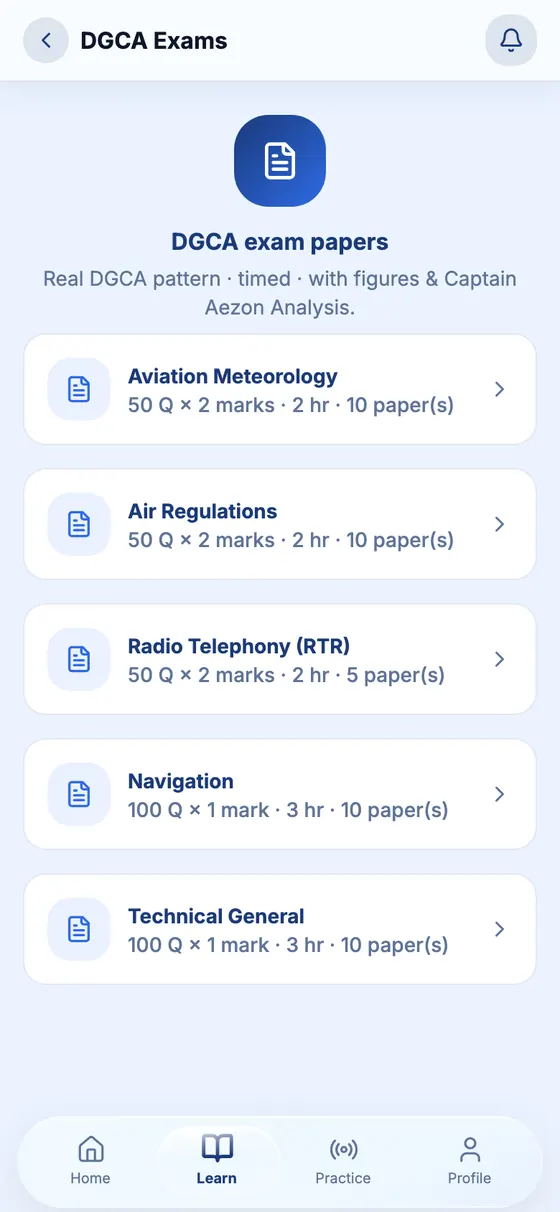 DGCA Exams
DGCA exam papers
Real DGCA pattern · timed · with figures & Captain
Aezon Analysis.
Aviation Meteorology
50 Q × 2 marks · 2 hr · 10 paper(s)
Air Regulations
50 Q × 2 marks · 2 hr · 10 paper(s)
Radio Telephony (RTR)
50 Q × 2 marks · 2 hr · 5 paper(s)
Navigation
100 Q × 1 mark · 3 hr · 10 paper(s)
Technical General
100 Q × 1 mark · 3 hr · 10 paper(s)
Home
Learn
Practice
Profile